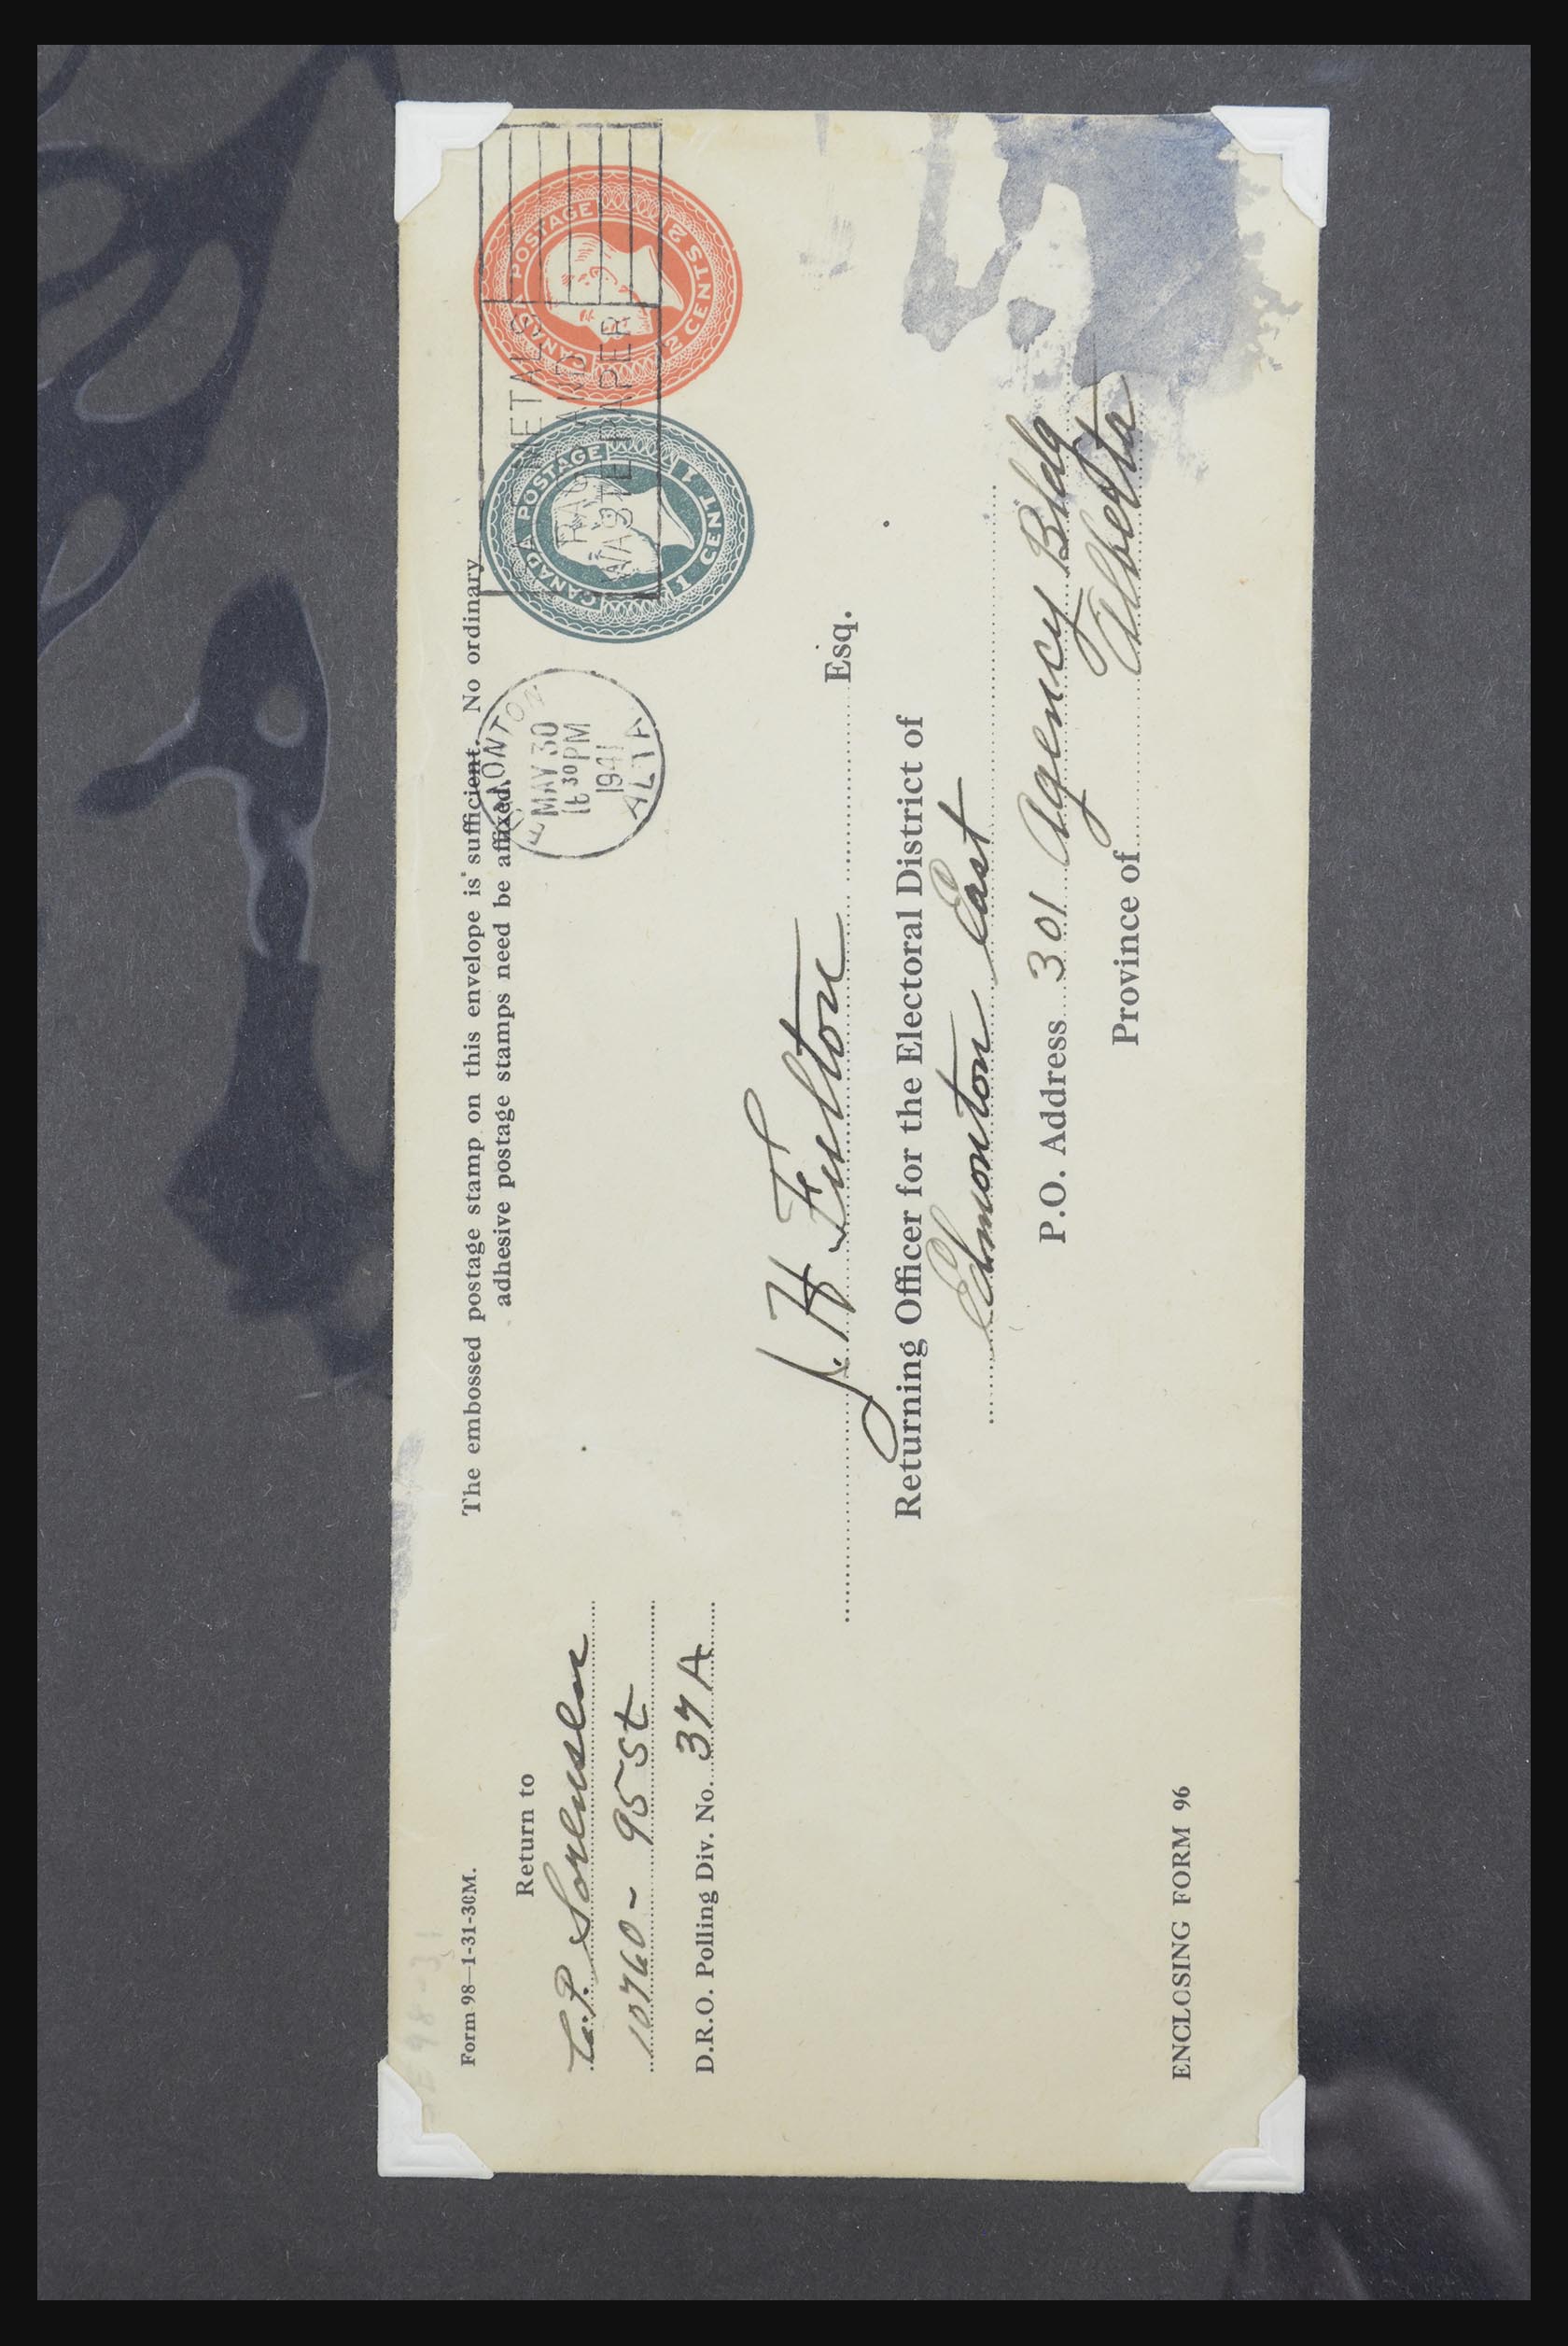 Form 98—1-31-30M.
The embossed postage stamp on this envelope is sufficient. No ordinary
adhesive postage stamps need be affixed.
Return to
C.P. Sorensen
10760 - 95 St
D.R.O. Polling Div. No. 37A
EDMONTON
MAY 30
30 PM
1941
ALTA
METALS
RAGS AND
WASTE PAPER
CANADA POSTAGE
1 CENT 1
CANADA POSTAGE
2 CENTS 2
J. H. Fulton Esq.
Returning Officer for the Electoral District of
Edmonton East
P.O. Address 301 Agency Bldg
Province of Alberta
ENCLOSING FORM 96